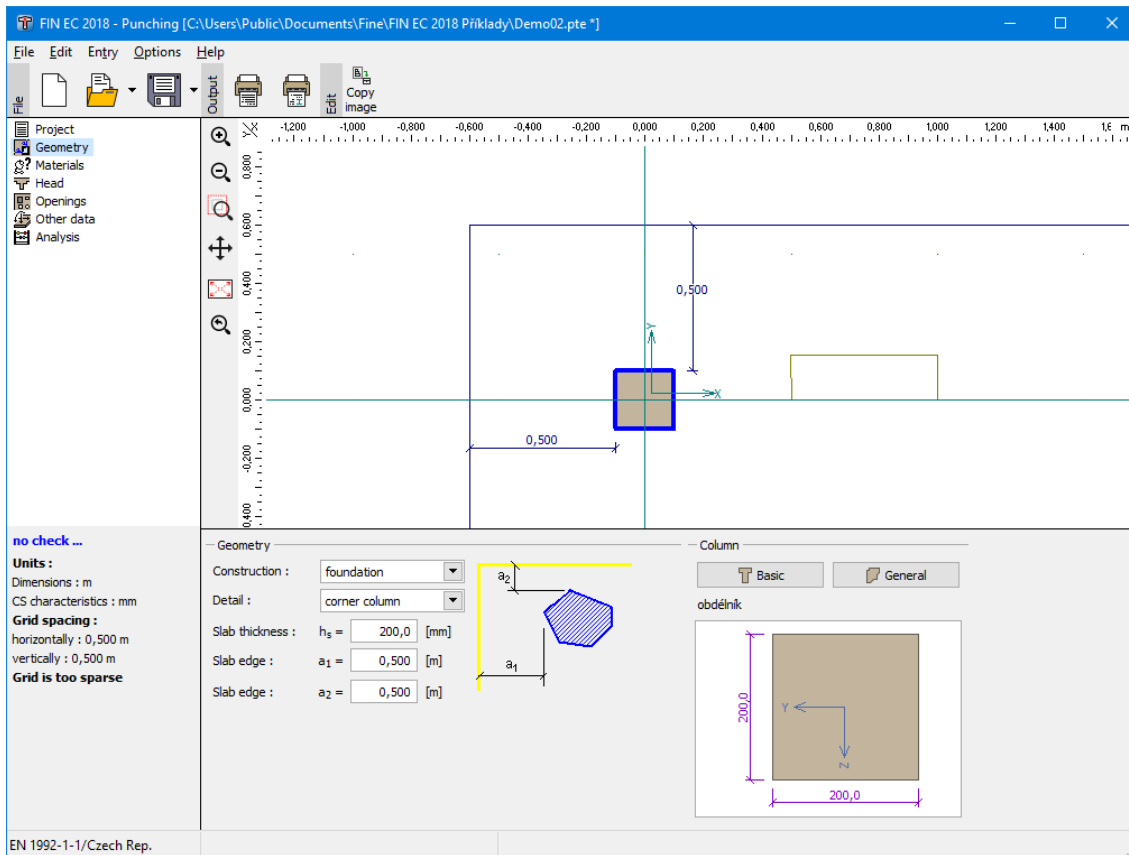 FIN EC 2018 - Punching [C:\Users\Public\Documents\Fine\FIN EC 2018 Příklady\Demo02.pte *]
File Edit Entry Options Help
File
Output
Edit
Copy
image
Project
Geometry
Materials
Head
Openings
Other data
Analysis
-1,200 -1,000 -0,800 -0,600 -0,400 -0,200 0,000 0,200 0,400 0,600 0,800 1,000 1,200 1,400 1,6 m
0,800
0,600
0,400
0,200
0,000
-0,200
0,400
0,500
Y
X
0,500
no check ...
Units :
Dimensions : m
CS characteristics : mm
Grid spacing :
horizontally : 0,500 m
vertically : 0,500 m
Grid is too sparse
Geometry
Construction : foundation
Detail : corner column
Slab thickness : hs = 200,0 [mm]
Slab edge : a1 = 0,500 [m]
Slab edge : a2 = 0,500 [m]
a2
a1
Column
Basic General
obdélník
200,0
Y
Z
200,0
EN 1992-1-1/Czech Rep.